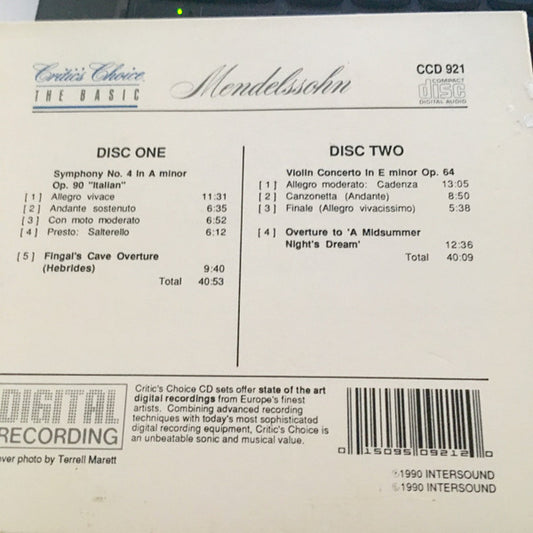 Critic's Choice
THE BASIC
Mendelssohn
CCD 921
COMPACT
disc
DIGITAL AUDIO
DISC ONE
Symphony No. 4 In A minor
Op. 90 "Italian"
[ 1 ] Allegro vivace 11:31
[ 2 ] Andante sostenuto 6:35
[ 3 ] Con moto moderato 6:52
[ 4 ] Presto: Salterello 6:12
[ 5 ] Fingal's Cave Overture
(Hebrides) 9:40
Total 40:53
DISC TWO
Violin Concerto In E minor Op. 64
[ 1 ] Allegro moderato: Cadenza 13:05
[ 2 ] Canzonetta (Andante) 8:50
[ 3 ] Finale (Allegro vivacissimo) 5:38
[ 4 ] Overture to 'A Midsummer
Night's Dream' 12:36
Total 40:09
DIGITAL
RECORDING
over photo by Terrell Marett
Critic's Choice CD sets offer state of the art
digital recordings from Europe's finest
artists. Combining advanced recording
techniques with today's most sophisticated
digital recording equipment, Critic's Choice is
an unbeatable sonic and musical value.
0 15095 09212 0
℗1990 INTERSOUND
©1990 INTERSOUND